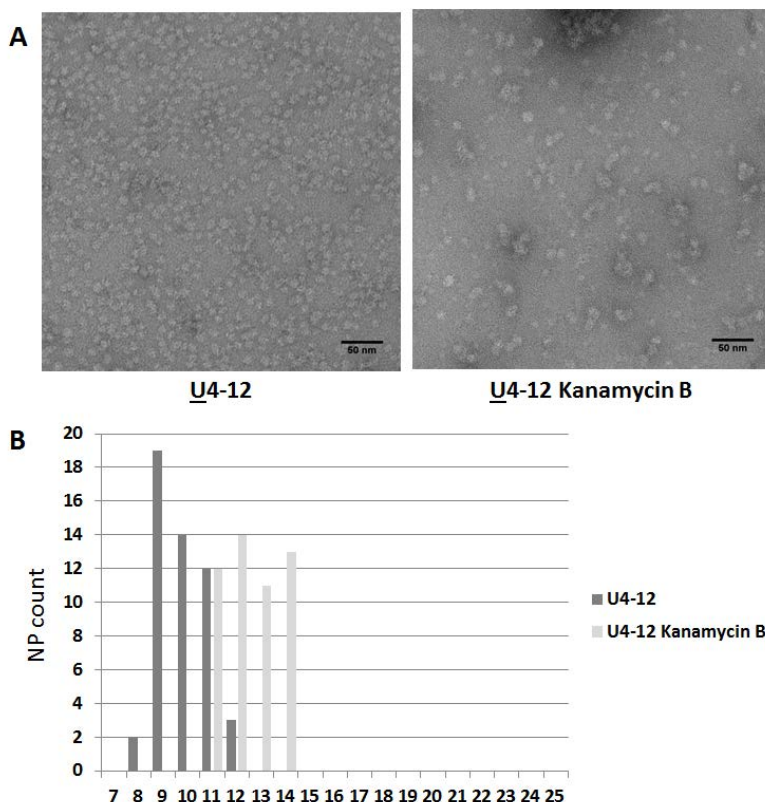 A
50 nm
50 nm
U4-12
U4-12 Kanamycin B
B
20
18
16
14
12
10
8
6
4
2
0
NP count
7 8 9 10 11 12 13 14 15 16 17 18 19 20 21 22 23 24 25
U4-12
U4-12 Kanamycin B